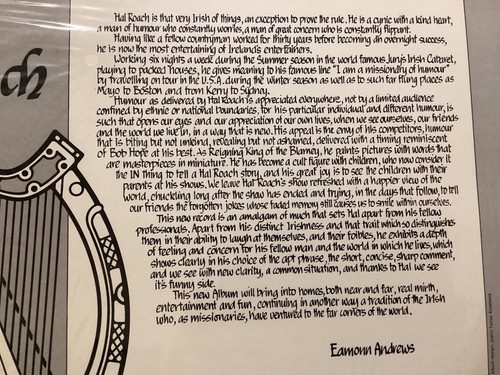 ch
Hal Roach is that very Irish of things, an exception to prove the rule. He is a cynic with a kind heart,
a man of humour who constantly worries, a man of great concern who is constantly flippant.
Having like a fellow countryman worked for thirty years before becoming an overnight success,
he is now the most entertaining of Ireland's entertainers.
Working six nights a week during the Summer season in the world famous Jury's Irish Cabaret,
playing to packed houses, he gives meaning to his famous line "I am a missionary of humour"
by travelling on tour in the U.S.A. during the Winter season as well as to such far flung places as
Mayo to Boston and from Kerry to Sydney.
Humour as delivered by Hal Roach is appreciated everywhere, not by a limited audience
confined by ethnic or national boundaries, for his particular individual and different humour, is
such that opens our eyes and our appreciation of our own lives, when we see ourselves, our friends
and the world we live in, in a way that is new. His appeal is the envy of his competitors, humour
that is biting but not unkind, revealing but not ashamed, delivered with a timing reminiscent
of Bob Hope at his best. As Reigning King of the Blarney, he paints pictures with words that
are masterpieces in miniature. He has become a cult figure with children, who now consider it
the IN thing to tell a Hal Roach story, and his great joy is to see the children with their
parents at his shows. We leave Hal Roach's show refreshed with a happier view of the
world, chuckling long after the show has ended and trying, in the days that follow, to tell
our friends the forgotten jokes whose faded memory still causes us to smile within ourselves.
This new record is an amalgam of much that sets Hal apart from his fellow
professionals. Apart from his distinct Irishness and that trait which so distinguishes
them in their ability to laugh at themselves, and their foibles, he exhibits a depth
of feeling and concern for his fellow man and the world in which he lives, which
shows clearly in his choice of the apt phrase, the short, concise, sharp comment,
and we see with new clarity, a common situation, and thanks to Hal we see
it's funny side.
This new Album will bring into homes, both near and far, real mirth,
entertainment and fun, continuing in another way a tradition of the Irish
who, as missionaries, have ventured to the far corners of the world.
Eamonn Andrews